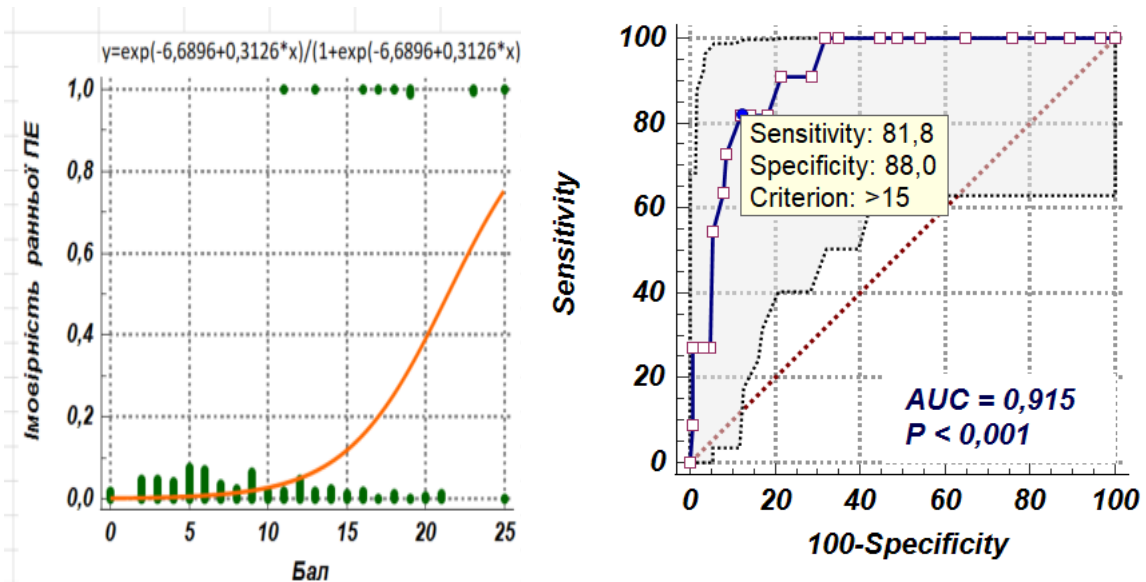 y=exp(-6,6896+0,3126*x)/(1+exp(-6,6896+0,3126*x)
Імовірність ранньої ПЕ
1,0
0,8
0,6
0,4
0,2
0,0
0
5
10
15
20
25
Бал
Sensitivity
100
80
60
40
20
0
Sensitivity: 81,8
Specificity: 88,0
Criterion: >15
AUC = 0,915
P < 0,001
0
20
40
60
80
100
100-Specificity